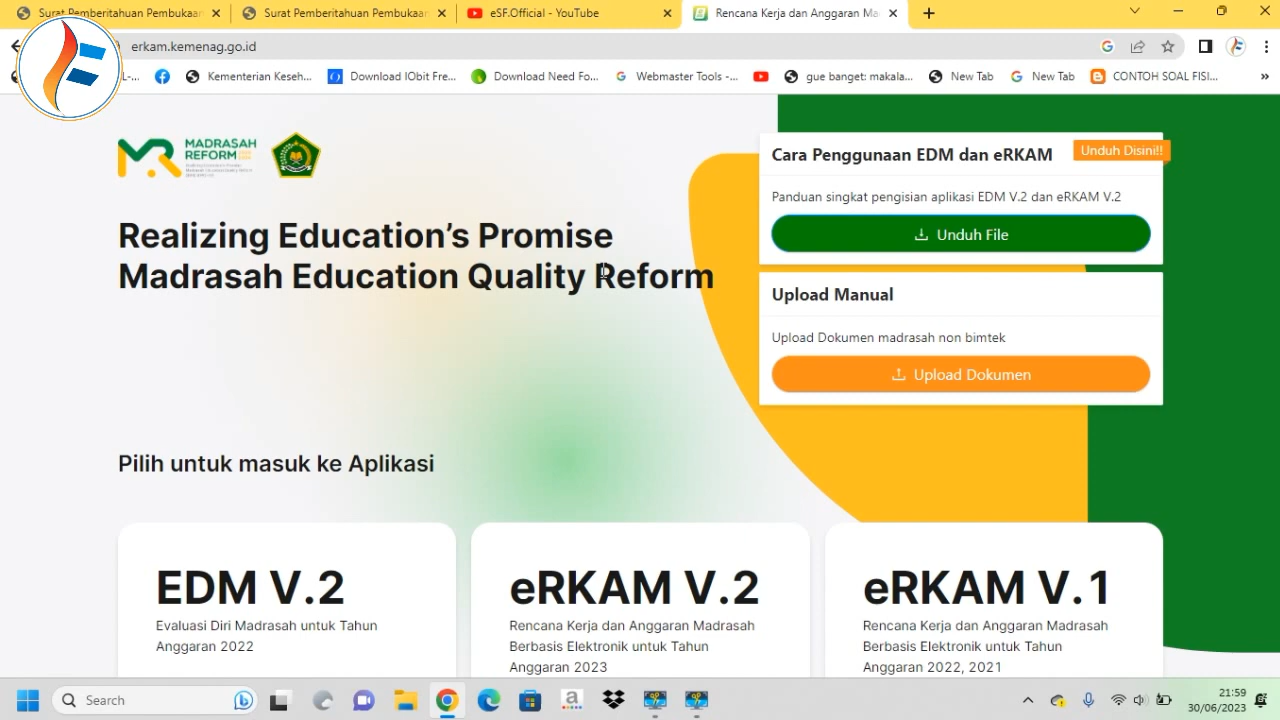 Surat Pemberitahuan Pembukaan
Surat Pemberitahuan Pembukaan
eSF.Official - YouTube
Rencana Kerja dan Anggaran Ma
erkam.kemenag.go.id
Kementerian Keseh...
Download IObit Fre...
Download Need Fo...
Webmaster Tools -...
gue banget: makala...
New Tab
New Tab
CONTOH SOAL FISI...
MADRASAH
REFORM
Realizing Education's Promise
Madrasah Education Quality Reform
Cara Penggunaan EDM dan eRKAM
Unduh Disini!!
Panduan singkat pengisian aplikasi EDM V.2 dan eRKAM V.2
Unduh File
Upload Manual
Upload Dokumen madrasah non bimtek
Upload Dokumen
Pilih untuk masuk ke Aplikasi
EDM V.2
Evaluasi Diri Madrasah untuk Tahun
Anggaran 2022
eRKAM V.2
Rencana Kerja dan Anggaran Madrasah
Berbasis Elektronik untuk Tahun
Anggaran 2023
eRKAM V.1
Rencana Kerja dan Anggaran Madrasah
Berbasis Elektronik untuk Tahun
Anggaran 2022, 2021
Search
21:59
30/06/2023